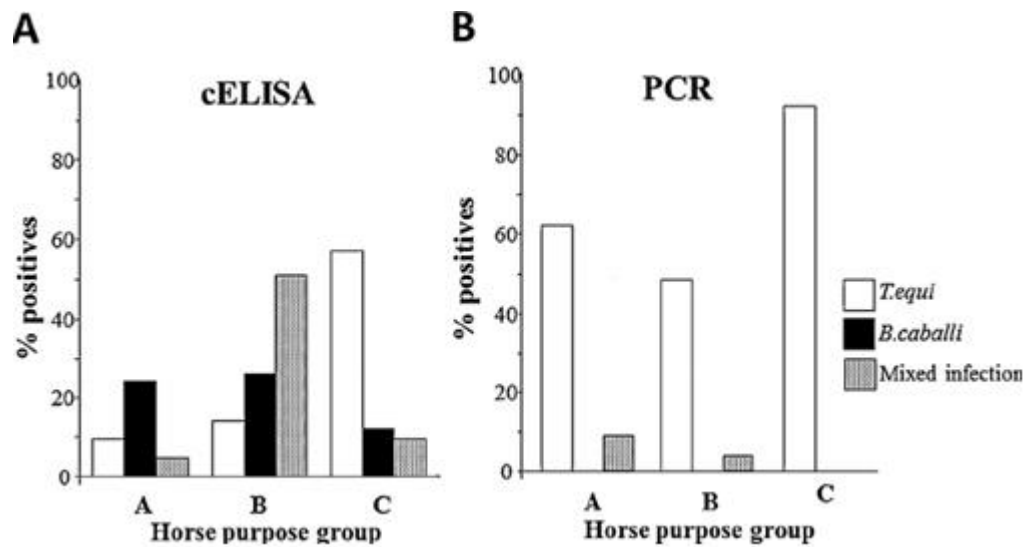 A
cELISA
% positives
100
80
60
40
20
0
A B C
Horse purpose group
B
PCR
% positives
100
80
60
40
20
0
A B C
Horse purpose group
T.equi
B.caballi
Mixed infection